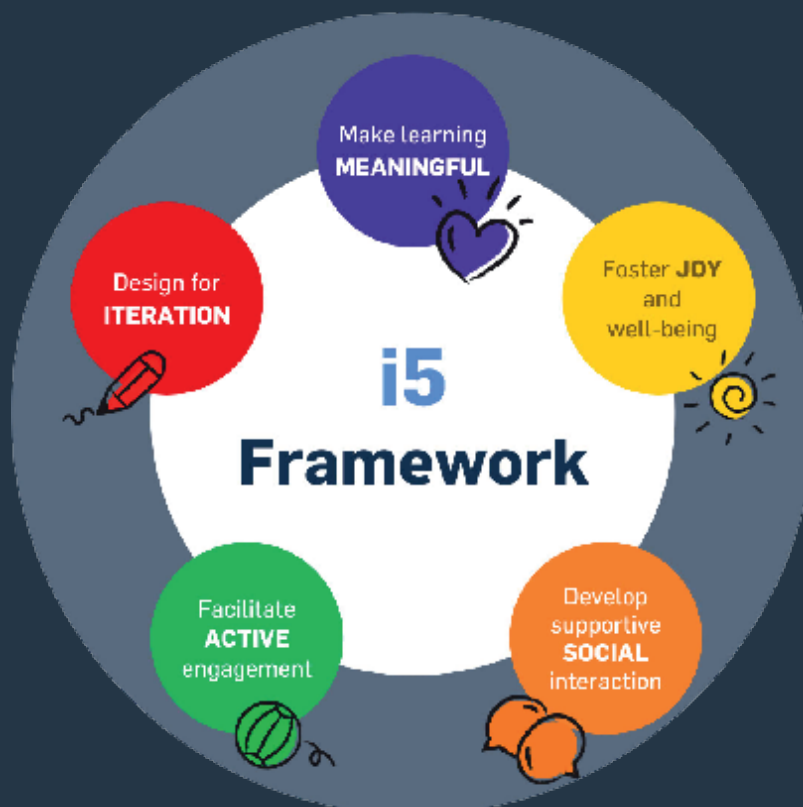 Make learning
MEANINGFUL
Foster JOY
and
well-being
Develop
supportive
SOCIAL
interaction
Facilitate
ACTIVE
engagement
Design for
ITERATION
i5
Framework